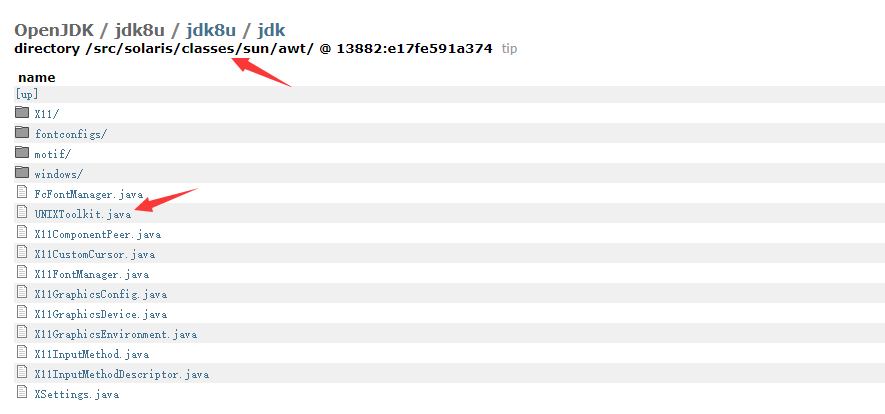 OpenJDK / jdk8u / jdk8u / jdk
directory /src/solaris/classes/sun/awt/ @ 13882:e17fe591a374 tip
name
[up]
X11/
fontconfigs/
motif/
windows/
FcFontManager.java
UNIXToolkit.java
X11ComponentPeer.java
X11CustomCursor.java
X11FontManager.java
X11GraphicsConfig.java
X11GraphicsDevice.java
X11GraphicsEnvironment.java
X11InputMethod.java
X11InputMethodDescriptor.java
XSettings.java